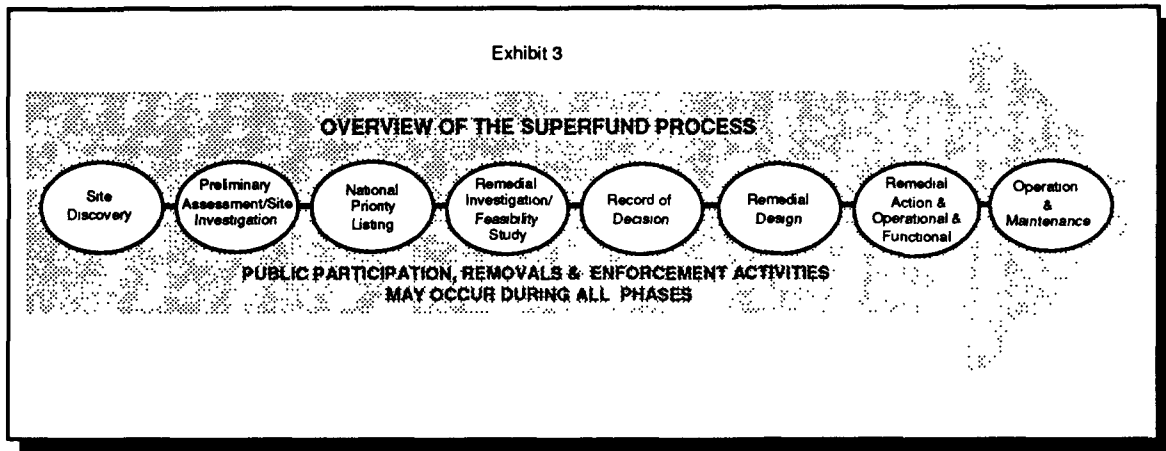 Exhibit 3
OVERVIEW OF THE SUPERFUND PROCESS
Site
Discovery
Preliminary
Assessment/Site
Investigation
National
Priority
Listing
Remedial
Investigation/
Feasibility
Study
Record of
Decision
Remedial
Design
Remedial
Action &
Operational &
Functional
Operation
&
Maintenance
PUBLIC PARTICIPATION, REMOVALS & ENFORCEMENT ACTIVITIES
MAY OCCUR DURING ALL PHASES